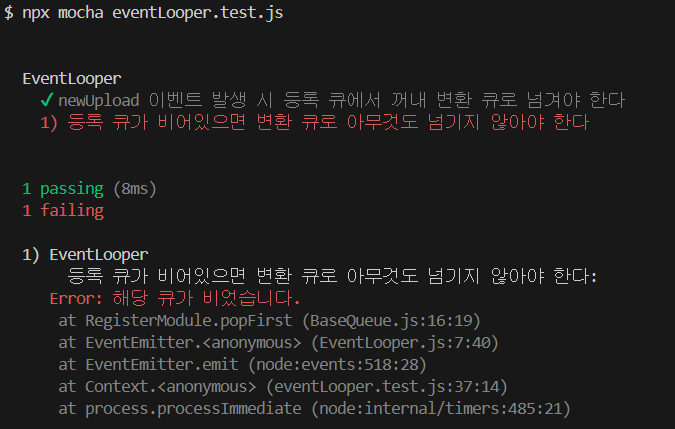 $ npx mocha eventLooper.test.js
EventLooper
✓ newUpload 이벤트 발생 시 등록 큐에서 꺼내 변환 큐로 넘겨야 한다
1) 등록 큐가 비어있으면 변환 큐로 아무것도 넘기지 않아야 한다
1 passing (8ms)
1 failing
1) EventLooper
등록 큐가 비어있으면 변환 큐로 아무것도 넘기지 않아야 한다:
Error: 해당 큐가 비었습니다.
at RegisterModule.popFirst (BaseQueue.js:16:19)
at EventEmitter.<anonymous> (EventLooper.js:7:40)
at EventEmitter.emit (node:events:518:28)
at Context.<anonymous> (eventLooper.test.js:37:14)
at process.processImmediate (node:internal/timers:485:21)